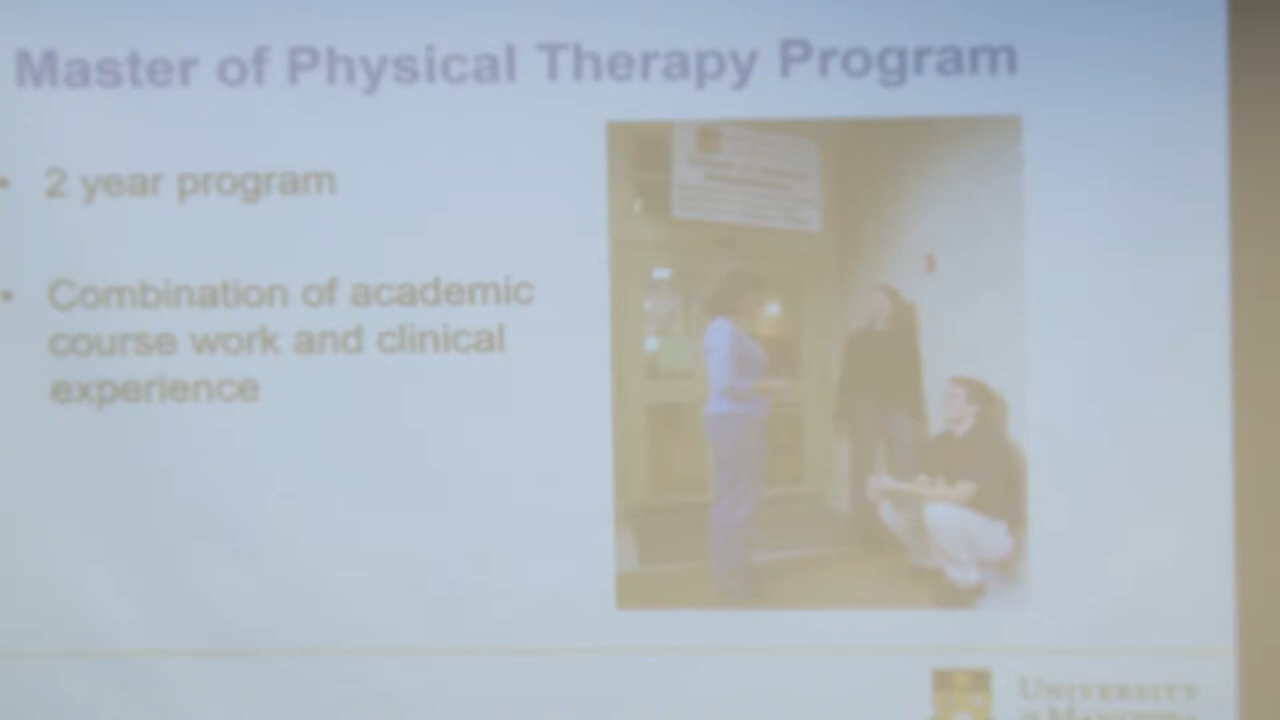 Master of Physical Therapy Program
• 2 year program
• Combination of academic
course work and clinical
experience
UNIVERSITY